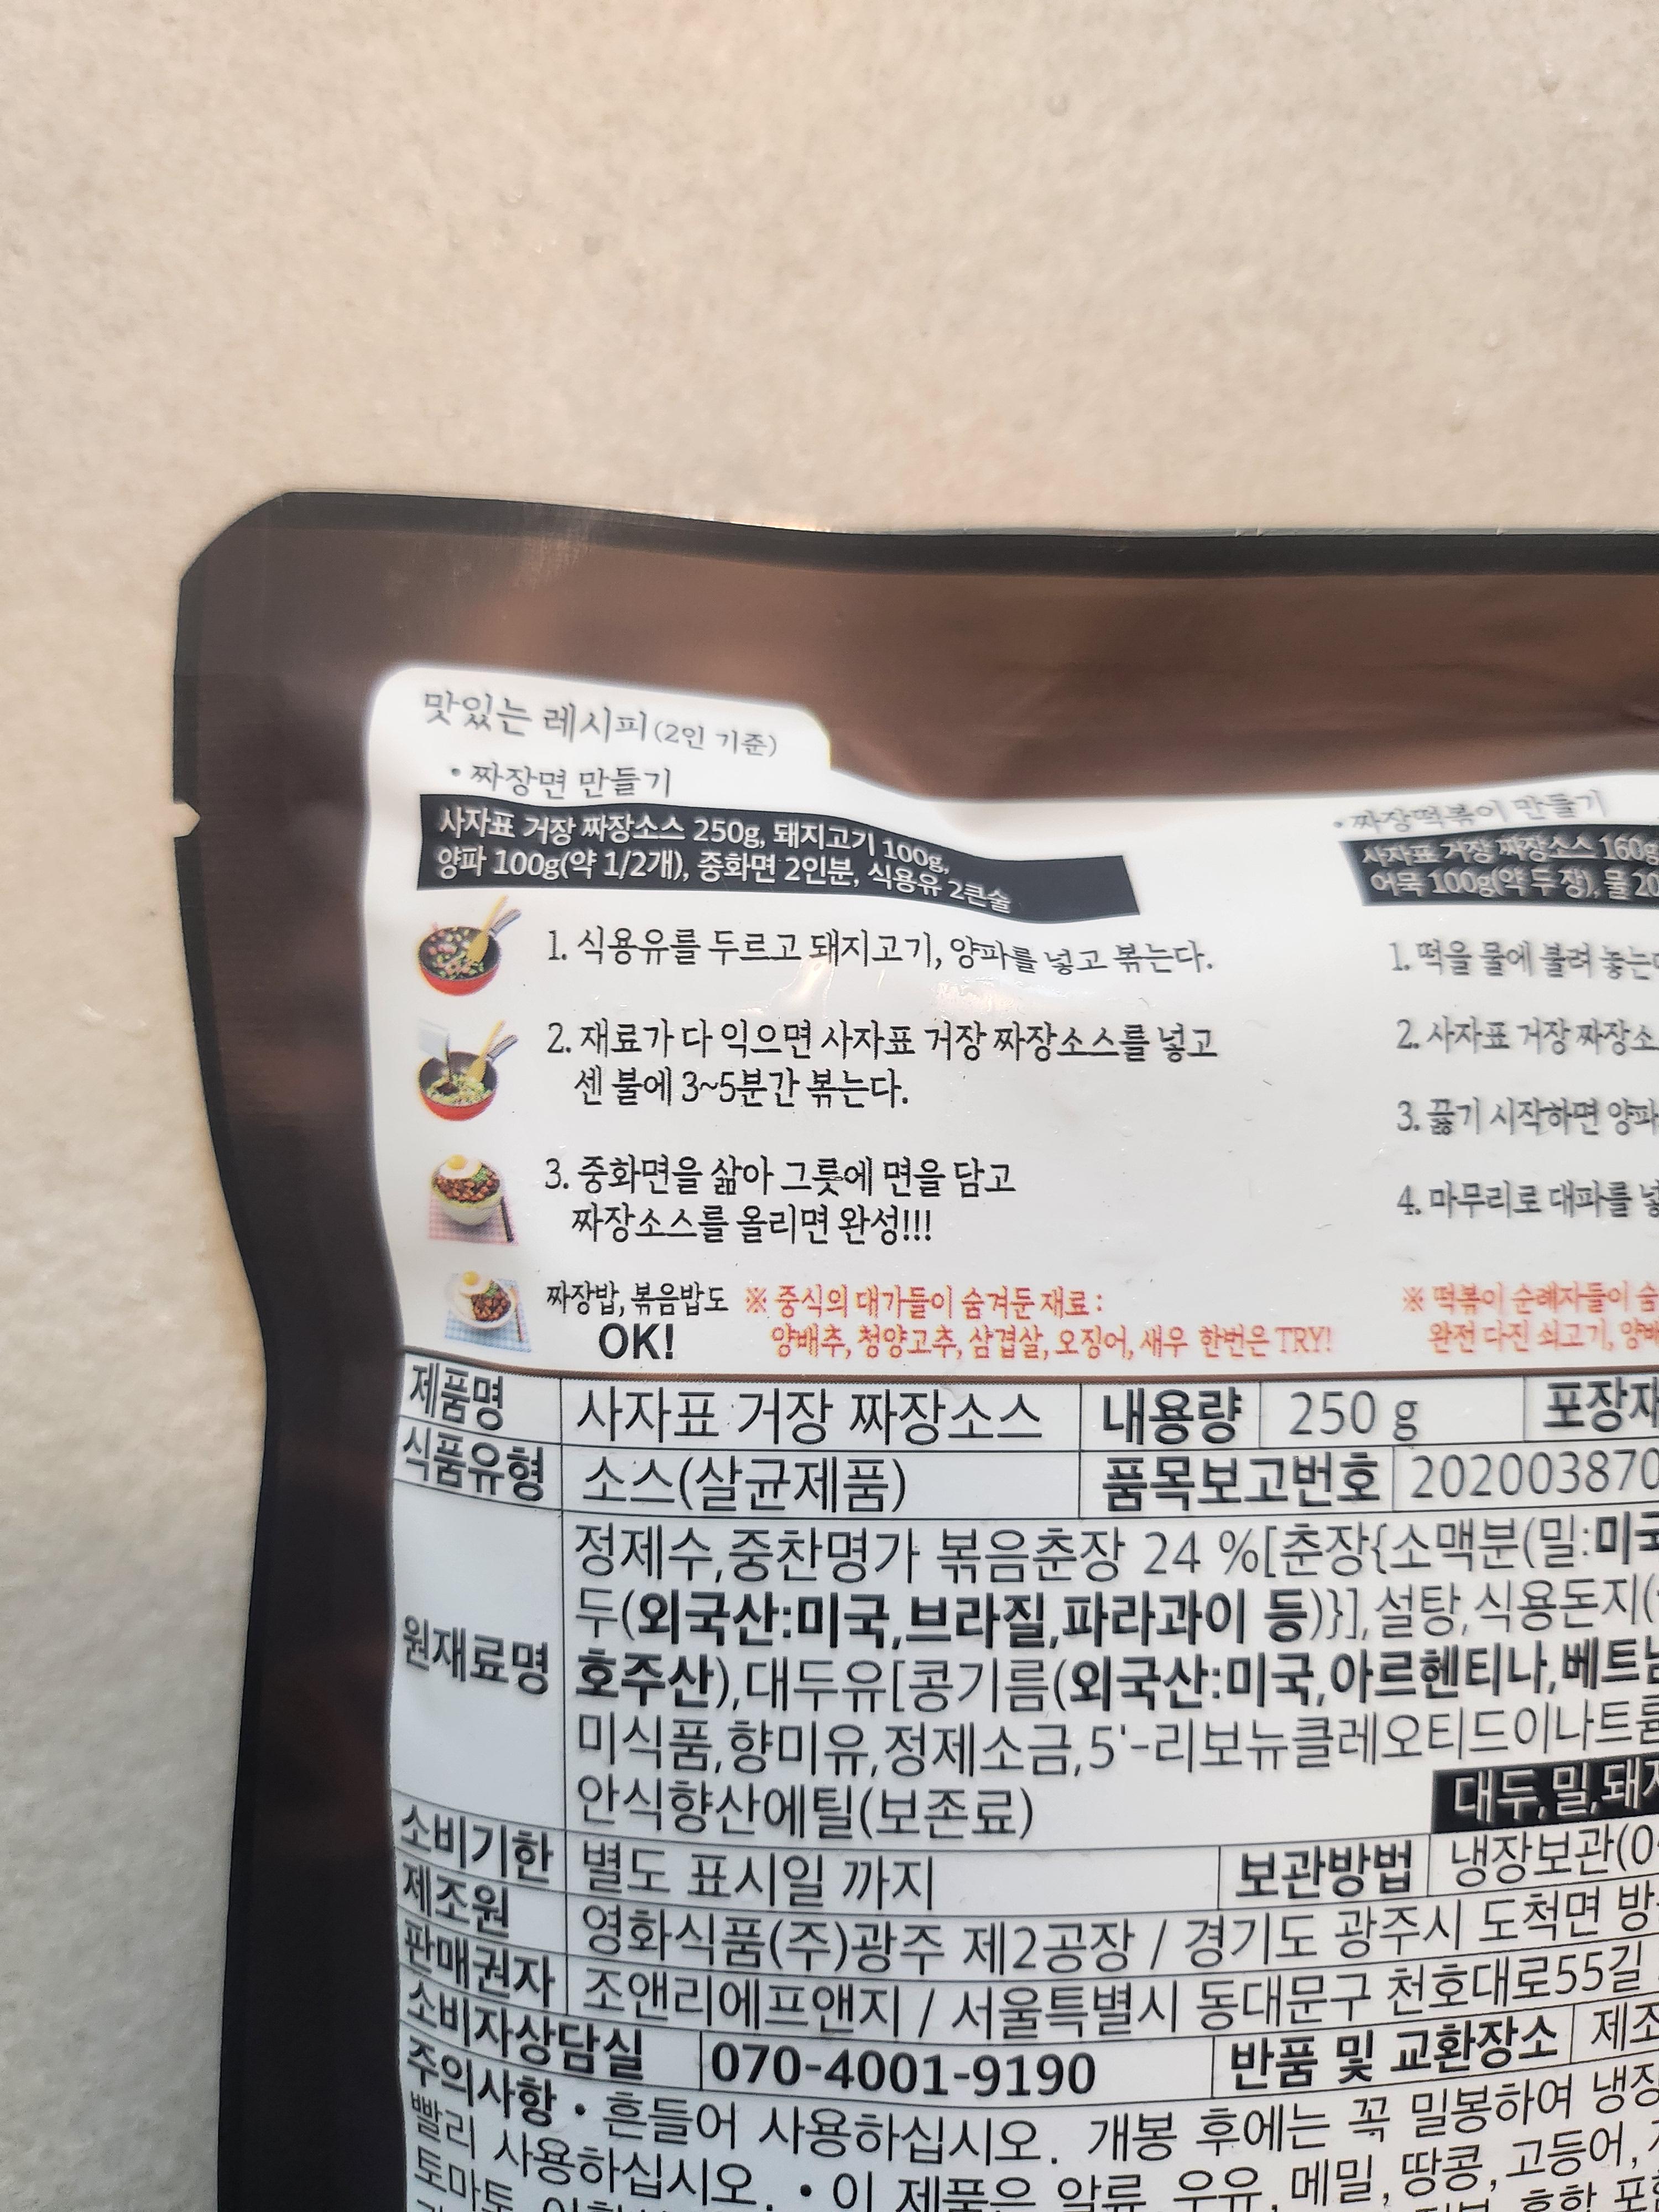 맛있는 레시피(2인 기준)
• 짜장면 만들기
사자표 거장 짜장소스 250g, 돼지고기 100g,
양파 100g(약 1/2개), 중화면 2인분, 식용유 2큰술
1. 식용유를 두르고 돼지고기, 양파를 넣고 볶는다.
2. 재료가 다 익으면 사자표 거장 짜장소스를 넣고
센 불에 3~5분간 볶는다.
3. 중화면을 삶아 그릇에 면을 담고
짜장소스를 올리면 완성!!!
짜장밥, 볶음밥도
OK!
※ 중식의 대가들이 숨겨둔 재료 :
양배추, 청양고추, 삼겹살, 오징어, 새우 한번은 TRY!
• 짜장떡볶이 만들기
사자표 거장 짜장소스 160g
어묵 100g(약 두 장), 물 20
1. 떡을 물에 불려 놓는
2. 사자표 거장 짜장소
3. 끓기 시작하면 양파
4. 마무리로 대파를
※ 떡볶이 순례자들이 숨
완전 다진 쇠고기, 양배
제품명 사자표 거장 짜장소스 내용량 250 g 포장재
식품유형 소스(살균제품) 품목보고번호 202003870
원재료명 정제수,중찬명가 볶음춘장 24 %[춘장{소맥분(밀:미국
두(외국산:미국,브라질,파라과이 등)}],설탕,식용돈지(
호주산),대두유[콩기름(외국산:미국,아르헨티나,베트남
미식품,향미유,정제소금,5'-리보뉴클레오티드이나트륨
안식향산에틸(보존료)
대두,밀,돼지
소비기한 별도 표시일 까지 보관방법 냉장보관(0
제조원 영화식품(주)광주 제2공장 / 경기도 광주시 도척면
판매권자 조앤리에프앤지 / 서울특별시 동대문구 천호대로55길
소비자상담실 070-4001-9190 반품 및 교환장소 제조
주의사항 • 흔들어 사용하십시오. 개봉 후에는 꼭 밀봉하여 냉장
빨리 사용하십시오. • 이 제품은 알류, 우유, 메밀, 땅콩, 고등어,
토마토,